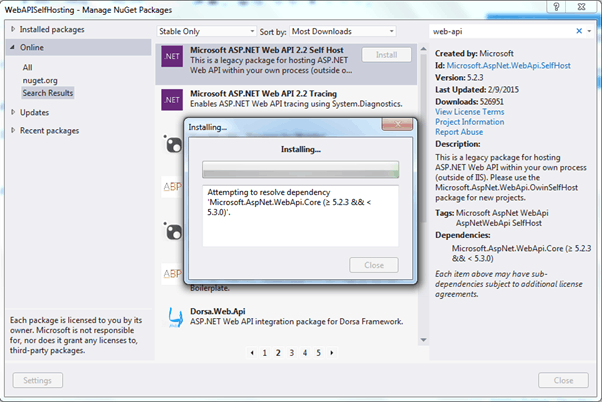 WebAPISelfHosting - Manage NuGet Packages
Installed packages
Online
All
nuget.org
Search Results
Updates
Recent packages
Each package is licensed to you by its
owner. Microsoft is not responsible
for, nor does it grant any licenses to,
third-party packages.
Stable Only
Sort by:
Most Downloads
.NET
Microsoft ASP.NET Web API 2.2 Self Host
This is a legacy package for hosting
ASP.NET Web API within your own process (outside o...
Install
.NET
Microsoft ASP.NET Web API 2.2 Tracing
Enables ASP.NET Web API tracing using System.Diagnostics.
Installing...
Installing...
Attempting to resolve dependency
'Microsoft.AspNet.WebApi.Core (≥ 5.2.3 && <
5.3.0)'.
Close
Boilerplate.
Dorsa.Web.Api
ASP.NET Web API integration package for Dorsa Framework.
1 2 3 4 5
web-api
Created by: Microsoft
Id: Microsoft.AspNet.WebApi.SelfHost
Version: 5.2.3
Last Updated: 2/9/2015
Downloads: 526951
View License Terms
Project Information
Report Abuse
Description:
This is a legacy package for hosting
ASP.NET Web API within your own process
(outside of IIS). Please use the
Microsoft.AspNet.WebApi.OwinSelfHost
package for new projects.
Tags: Microsoft AspNet WebApi
AspNetWebApi SelfHost
Dependencies:
Microsoft.AspNet.WebApi.Core (≥ 5.2.3
&& < 5.3.0)
Each item above may have sub-
dependencies subject to additional license
agreements.
Settings
Close